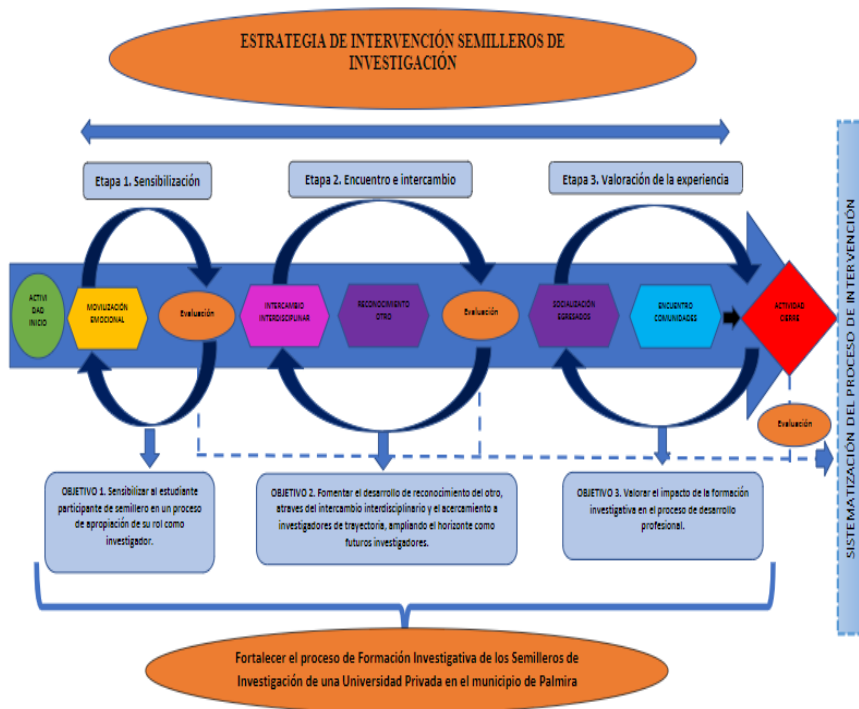 ESTRATEGIA DE INTERVENCIÓN SEMILLEROS DE
INVESTIGACIÓN
Etapa 1. Sensibilización
Etapa 2. Encuentro e intercambio
Etapa 3. Valoración de la experiencia
ACTIVI
DAD
INICIO
MOVILIZACIÓN
EMOCIONAL
Evaluación
INTERCAMBIO
INTERDISCIPLINAR
RECONOCIMIENTO
OTRO
Evaluación
SOCIALIZACIÓN
EGRESADOS
ENCUENTRO
COMUNIDADES
ACTIVIDAD
CIERRE
Evaluación
SISTEMATIZACIÓN DEL PROCESO DE INTERVENCIÓN
OBJETIVO 1. Sensibilizar al estudiante
participante de semillero en un proceso
de apropiación de su rol como
investigador.
OBJETIVO 2. Fomentar el desarrollo de reconocimiento del otro,
atraves del intercambio interdisciplinario y el acercamiento a
investigadores de trayectoria, ampliando el horizonte como
futuros investigadores.
OBJETIVO 3. Valorar el impacto de la formación
investigativa en el proceso de desarrollo
profesional.
Fortalecer el proceso de Formación Investigativa de los Semilleros de
Investigación de una Universidad Privada en el municipio de Palmira